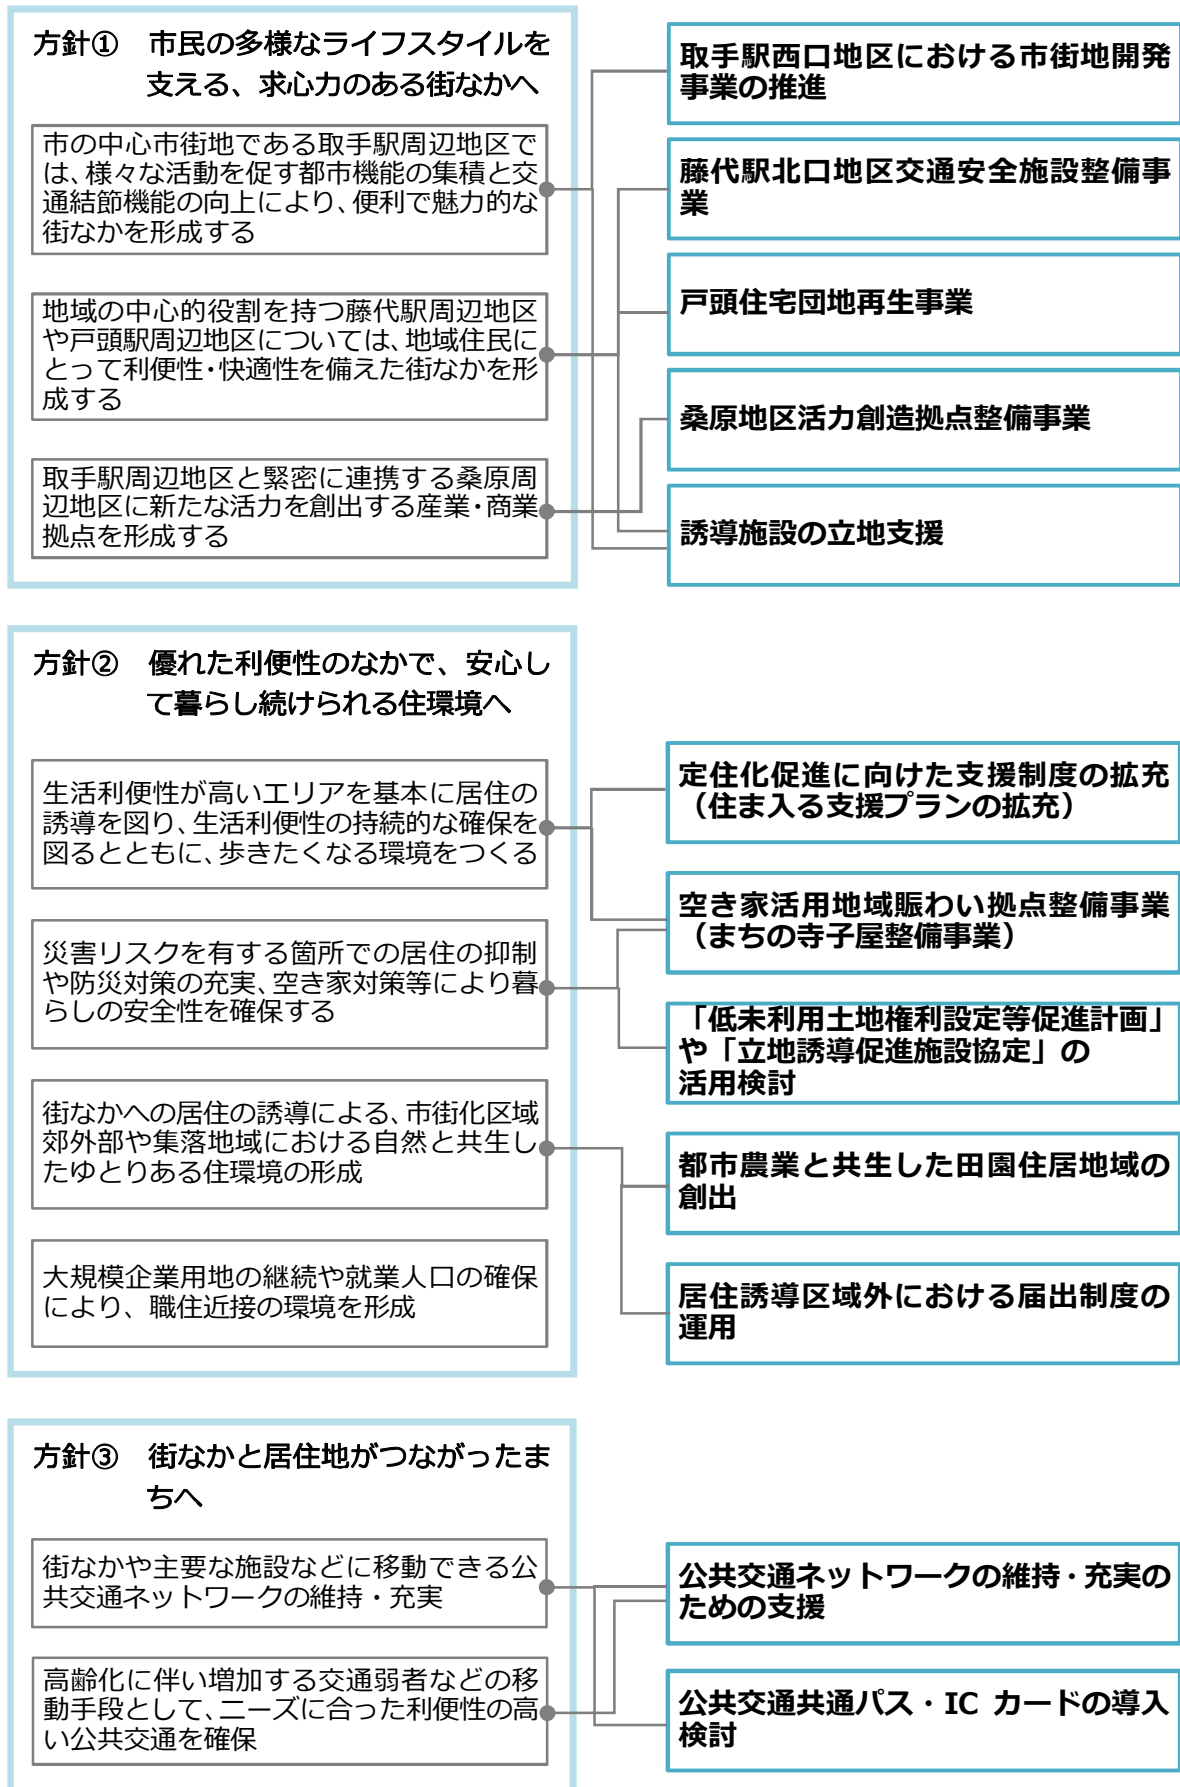 方針① 市民の多様なライフスタイルを
支える、求心力のある街なかへ
市の中心市街地である取手駅周辺地区で
は、様々な活動を促す都市機能の集積と交
通結節機能の向上により、便利で魅力的な
街なかを形成する
地域の中心的役割を持つ藤代駅周辺地区
や戸頭駅周辺地区については、地域住民に
とって利便性・快適性を備えた街なかを形
成する
取手駅周辺地区と緊密に連携する桑原周
辺地区に新たな活力を創出する産業・商業
拠点を形成する
取手駅西口地区における市街地開発
事業の推進
藤代駅北口地区交通安全施設整備事
業
戸頭住宅団地再生事業
桑原地区活力創造拠点整備事業
誘導施設の立地支援
方針② 優れた利便性のなかで、安心し
て暮らし続けられる住環境へ
生活利便性が高いエリアを基本に居住の
誘導を図り、生活利便性の持続的な確保を
図るとともに、歩きたくなる環境をつくる
災害リスクを有する箇所での居住の抑制
や防災対策の充実、空き家対策等により暮
らしの安全性を確保する
街なかへの居住の誘導による、市街化区域
郊外部や集落地域における自然と共生し
たゆとりある住環境の形成
大規模企業用地の継続や就業人口の確保
により、職住近接の環境を形成
定住化促進に向けた支援制度の拡充
（住ま入る支援プランの拡充）
空き家活用地域賑わい拠点整備事業
（まちの寺子屋整備事業）
「低未利用土地権利設定等促進計画」
や「立地誘導促進施設協定」の
活用検討
都市農業と共生した田園住居地域の
創出
居住誘導区域外における届出制度の
運用
方針③ 街なかと居住地がつながったま
ちへ
街なかや主要な施設などに移動できる公
共交通ネットワークの維持・充実
高齢化に伴い増加する交通弱者などの移
動手段として、ニーズに合った利便性の高
い公共交通を確保
公共交通ネットワークの維持・充実の
ための支援
公共交通共通パス・IC カードの導入
検討